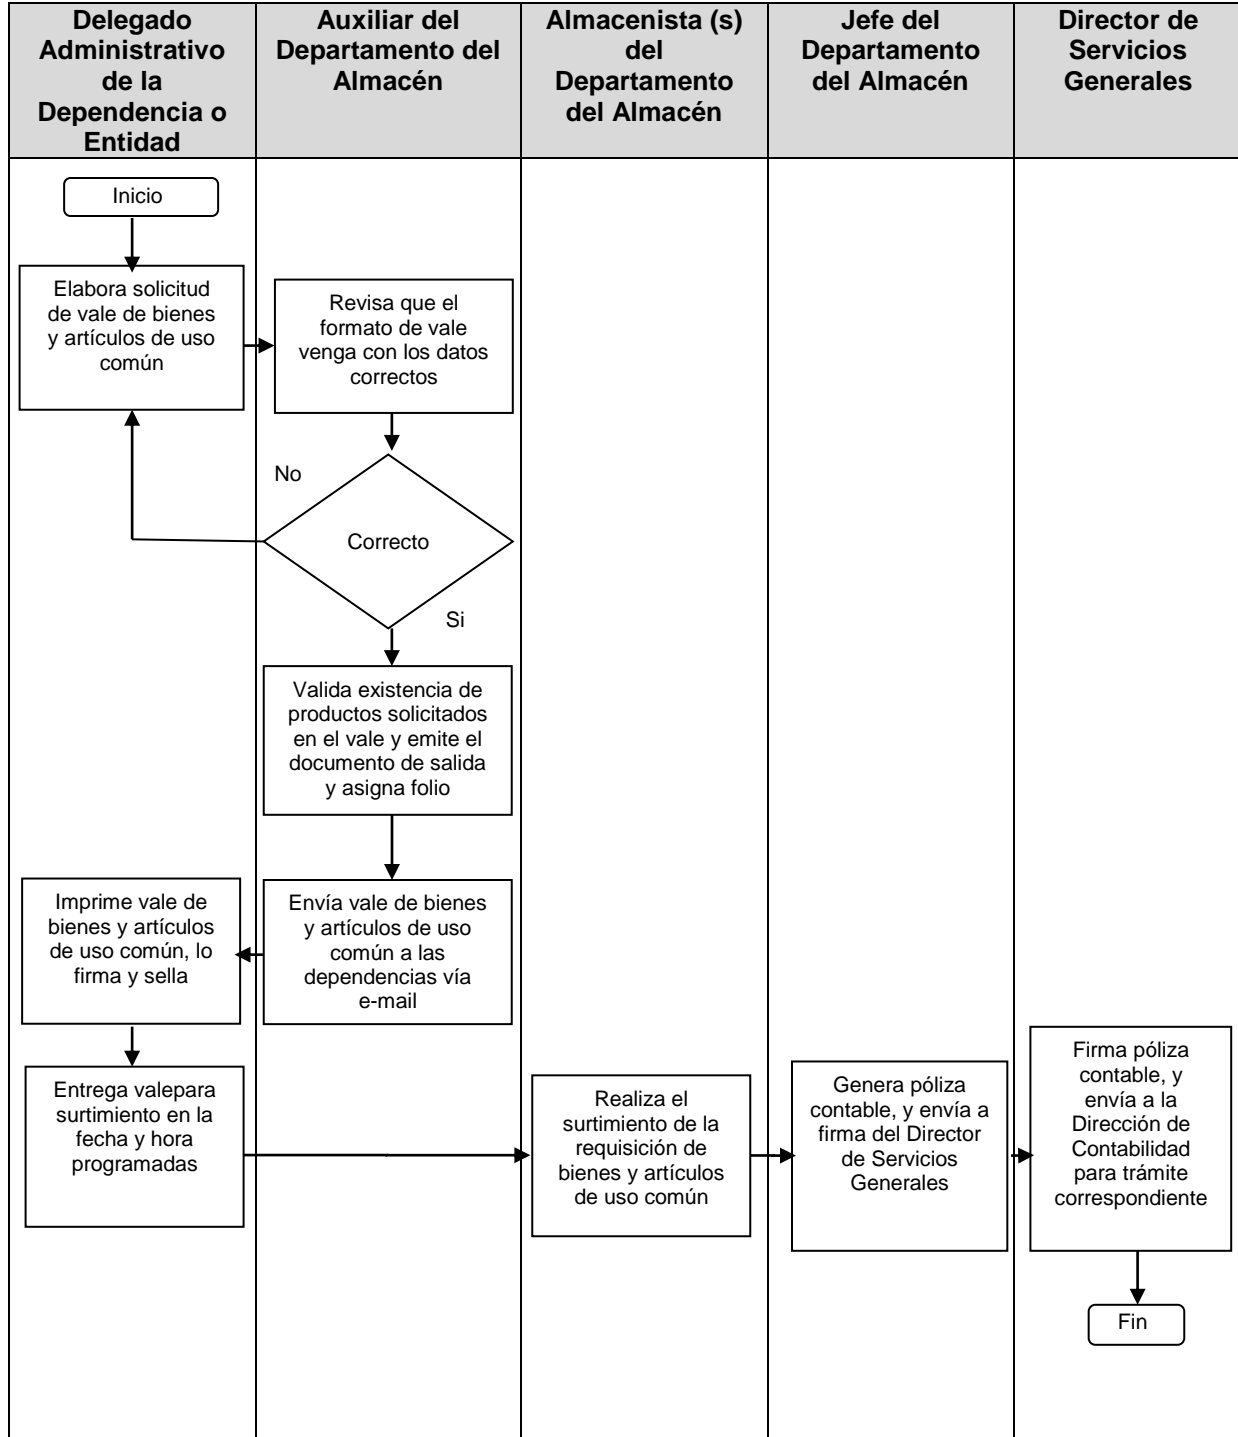 Delegado
Administrativo
de la
Dependencia o
Entidad
Auxiliar del
Departamento del
Almacén
Almacenista (s)
del
Departamento
del Almacén
Jefe del
Departamento
del Almacén
Director de
Servicios
Generales
Inicio
Elabora solicitud
de vale de bienes
y artículos de uso
común
Revisa que el
formato de vale
venga con los datos
correctos
No
Correcto
Si
Valida existencia de
productos solicitados
en el vale y emite el
documento de salida
y asigna folio
Envía vale de bienes
y artículos de uso
común a las
dependencias vía
e-mail
Imprime vale de
bienes y artículos
de uso común, lo
firma y sella
Entrega valepara
surtimiento en la
fecha y hora
programadas
Realiza el
surtimiento de la
requisición de
bienes y artículos
de uso común
Genera póliza
contable, y envía a
firma del Director
de Servicios
Generales
Firma póliza
contable, y
envía a la
Dirección de
Contabilidad
para trámite
correspondiente
Fin